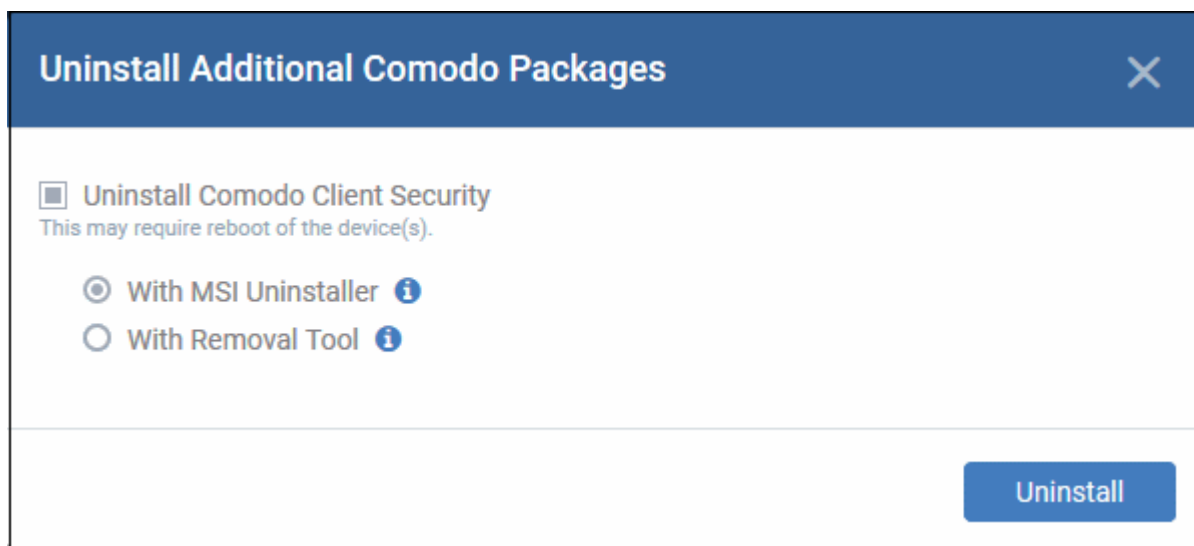 Uninstall Additional Comodo Packages
Uninstall Comodo Client Security
This may require reboot of the device(s).
With MSI Uninstaller
With Removal Tool
Uninstall